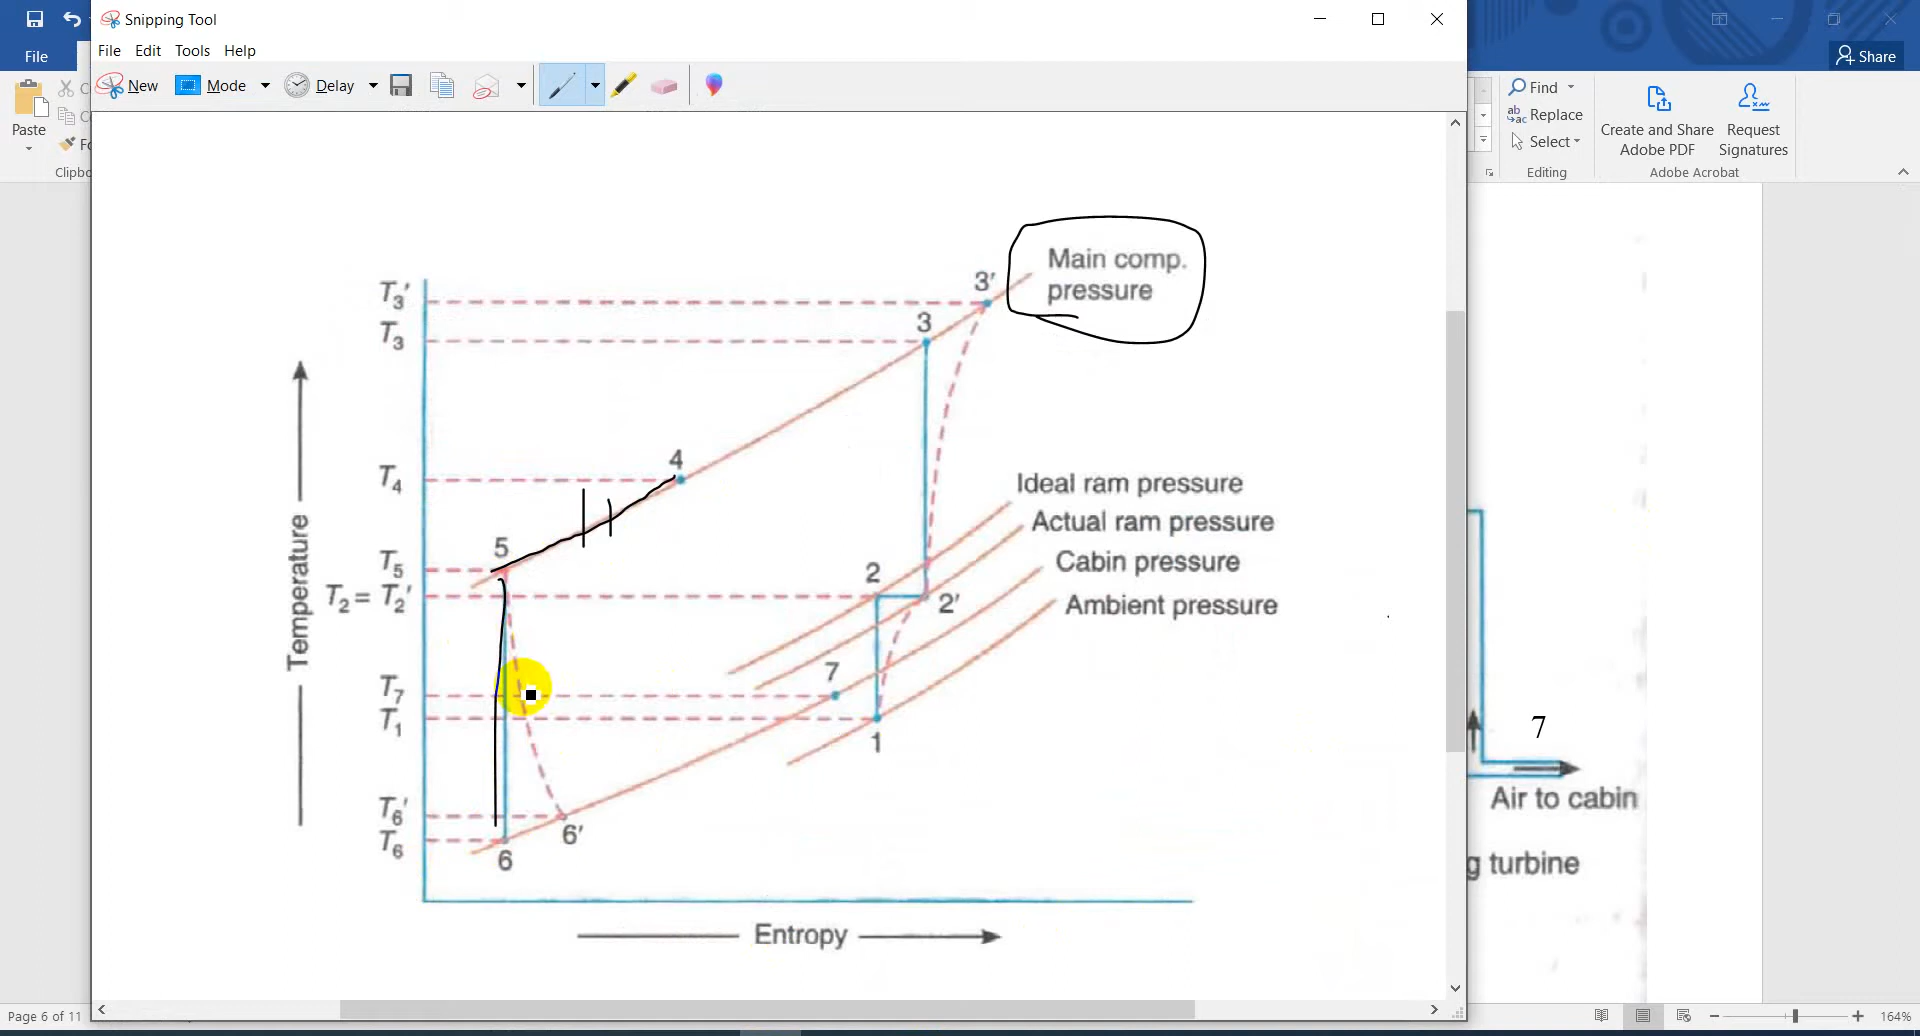 Snipping Tool
File Edit Tools Help
New Mode Delay
File
Share
Paste
Clipbo
Find
Replace
Select
Editing
Create and Share
Adobe PDF
Request
Signatures
Adobe Acrobat
Main comp.
pressure
3'
3
T3'
T3
4
T4
5
T5
T2 = T2'
2
2'
Ideal ram pressure
Actual ram pressure
Cabin pressure
Ambient pressure
7
T7
T1
1
T6'
T6
6'
6
Temperature
Entropy
7
Air to cabin
g turbine
Page 6 of 11
164%